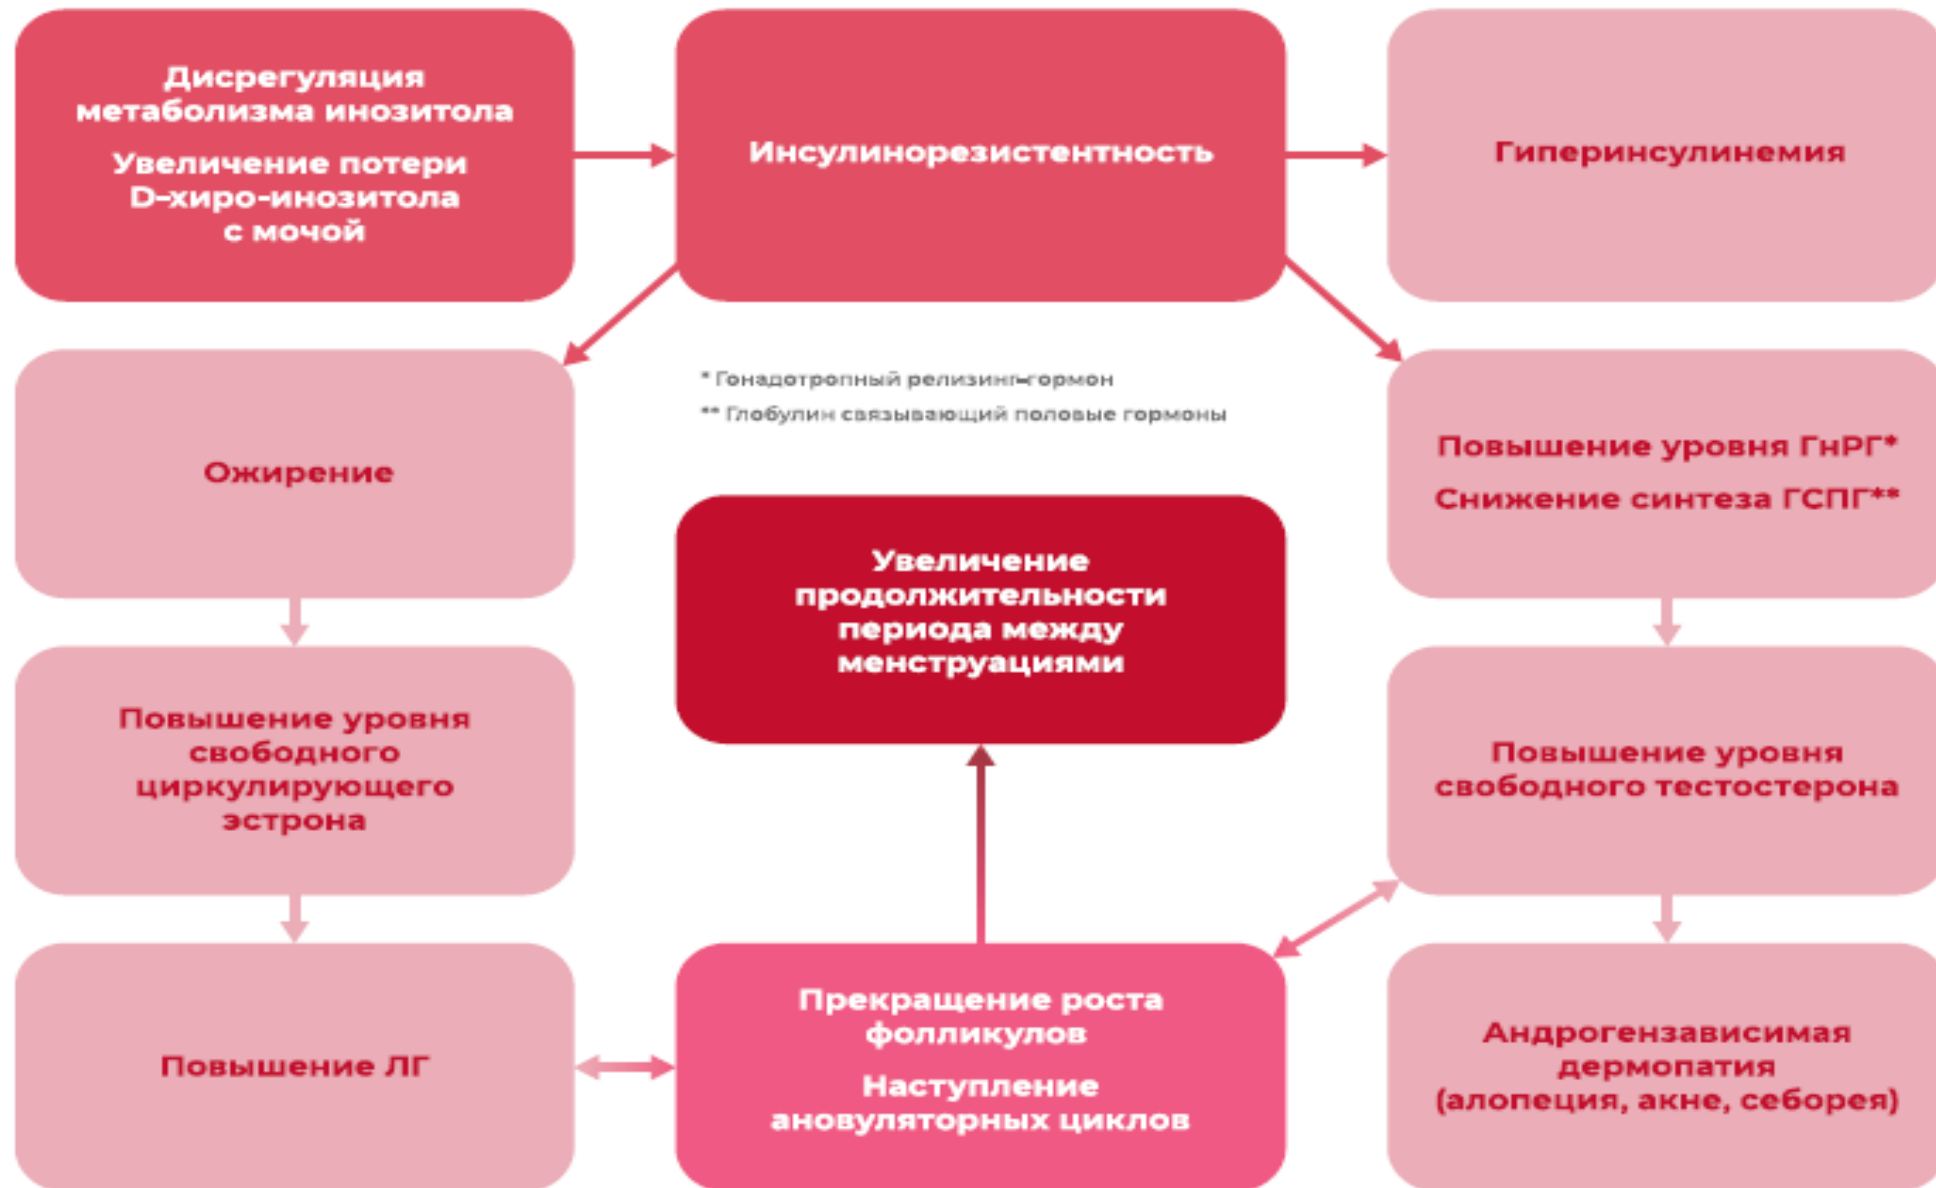 Дисрегуляция
метаболизма инозитола
Увеличение потери
D-хиро-инозитола
с мочой
Инсулинорезистентность
Гиперинсулинемия
Ожирение
* Гонадотропный релизинг-гормон
** Глобулин связывающий половые гормоны
Повышение уровня ГнРГ*
Снижение синтеза ГСПГ**
Увеличение
продолжительности
периода между
менструациями
Повышение уровня
свободного
циркулирующего
эстрона
Повышение уровня
свободного тестостерона
Повышение ЛГ
Прекращение роста
фолликулов
Наступление
ановуляторных циклов
Андрогензависимая
дермопатия
(алопеция, акне, себорея)